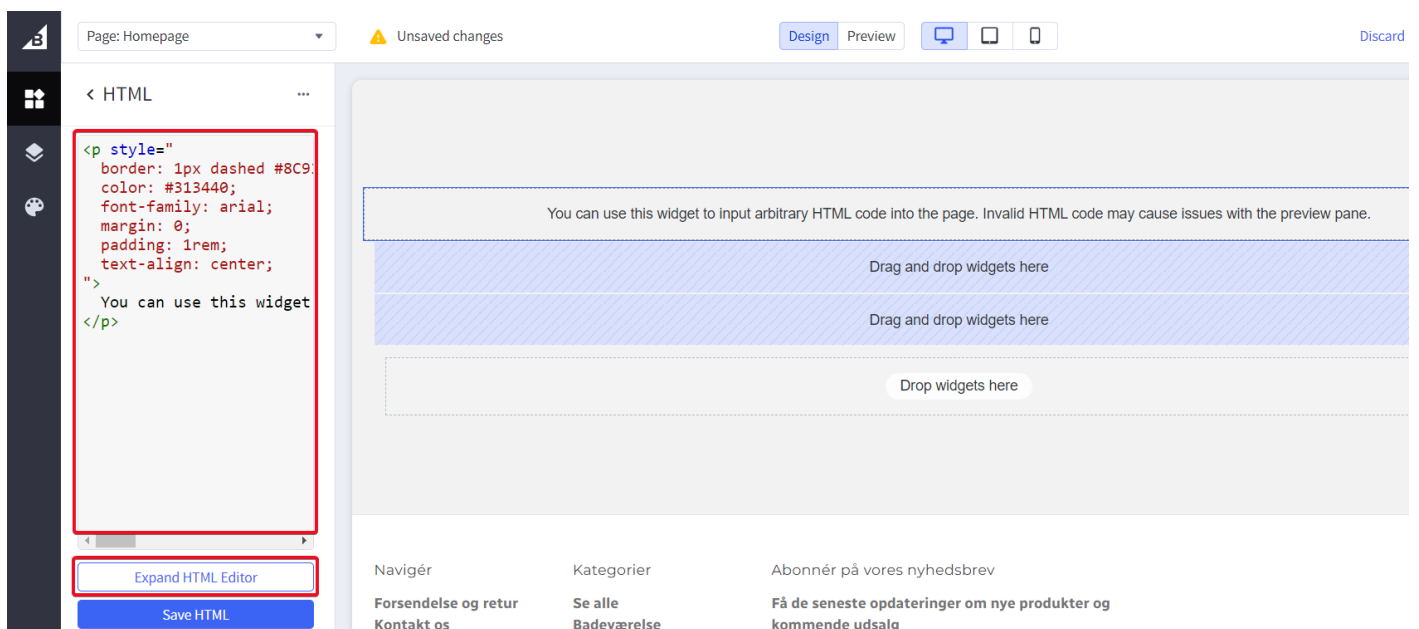 Page: Homepage
Unsaved changes
Design
Preview
Discard
B
< HTML
...
<p style="
border: 1px dashed #8C9
color: #313440;
font-family: arial;
margin: 0;
padding: 1rem;
text-align: center;
">
You can use this widget
</p>
Expand HTML Editor
Save HTML
You can use this widget to input arbitrary HTML code into the page. Invalid HTML code may cause issues with the preview pane.
Drag and drop widgets here
Drag and drop widgets here
Drop widgets here
Navigér
Kategorier
Abonnér på vores nyhedsbrev
Forsendelse og retur
Se alle
Få de seneste opdateringer om nye produkter og
Kontakt os
Badeværelse
kommende udsalg